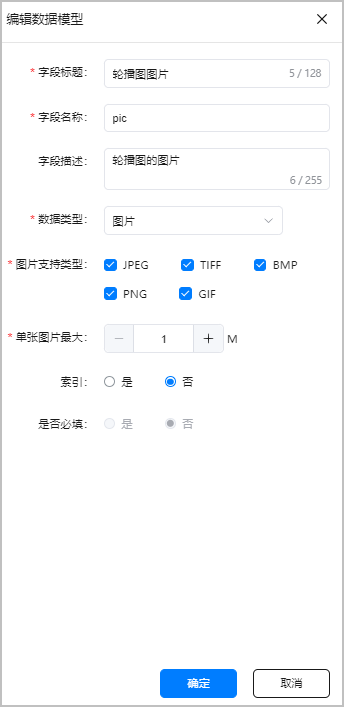 编辑数据模型
* 字段标题： 轮播图图片 5 / 128
* 字段名称： pic
字段描述： 轮播图的图片
6 / 255
* 数据类型： 图片
* 图片支持类型： JPEG TIFF BMP
PNG GIF
* 单张图片最大： − 1 + M
索引： 是 否
是否必填： 是 否
确定 取消